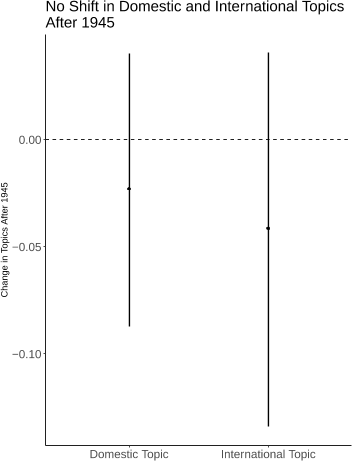 No Shift in Domestic and International Topics
After 1945
Change in Topics After 1945
0.00
−0.05
−0.10
Domestic Topic
International Topic